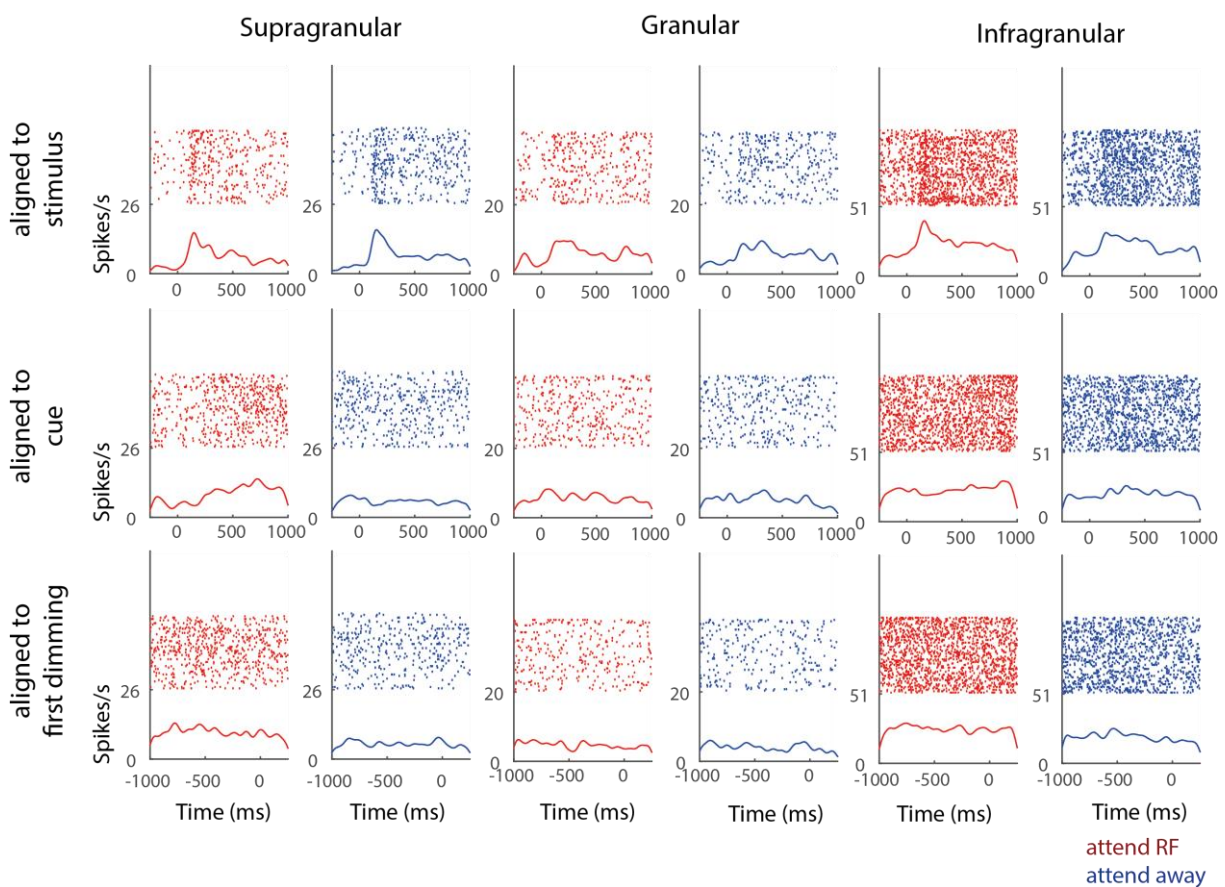 Supragranular Granular Infragranular
aligned to
stimulus
Spikes/s
26 26 20 20 51 51
0 0 0 0 0 0
0 500 1000 0 500 1000 0 500 1000 0 500 1000 0 500 1000 0 500 1000
aligned to
cue
Spikes/s
26 26 20 20 51 51
0 0 0 0 0 0
0 500 1000 0 500 1000 0 500 1000 0 500 1000 0 500 1000 0 500 1000
aligned to
first dimming
Spikes/s
26 26 20 20 51 51
0 0 0 0 0 0
-1000 -500 0 -1000 -500 0 -1000 -500 0 -1000 -500 0 -1000 -500 0 -1000 -500 0
Time (ms) Time (ms) Time (ms) Time (ms) Time (ms) Time (ms)
attend RF
attend away